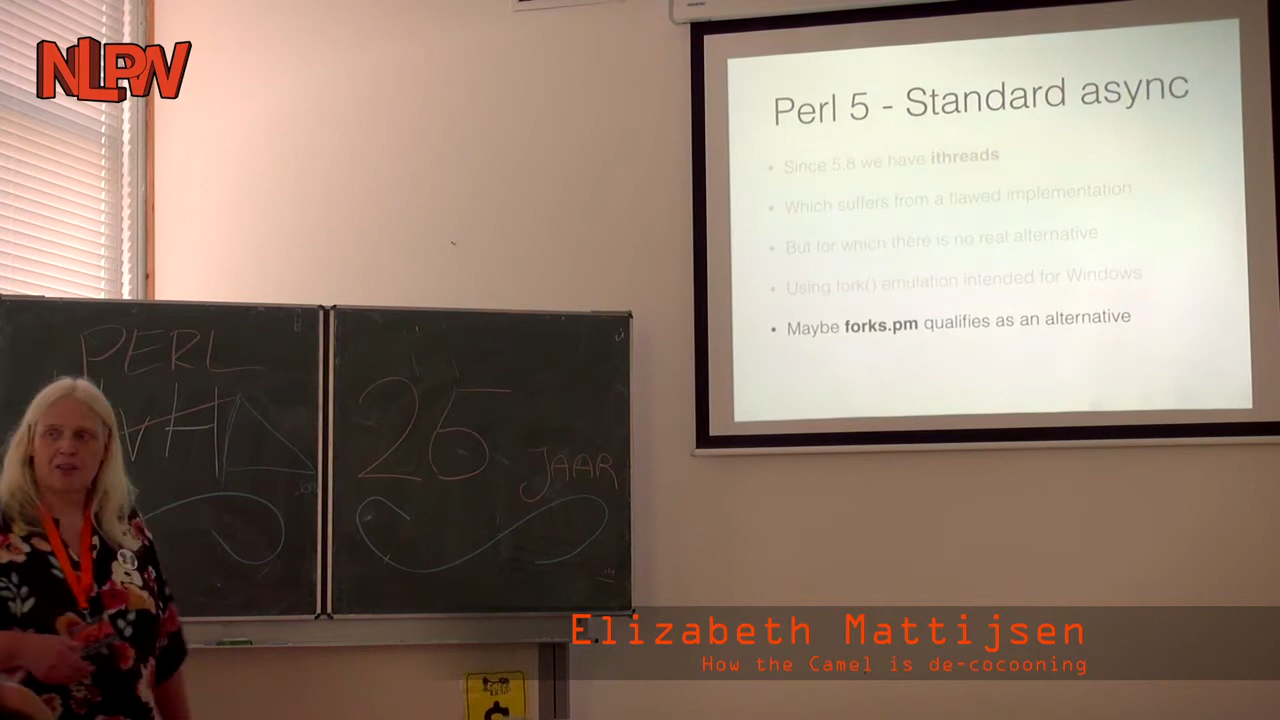 NLPW
Perl 5 - Standard async
• Since 5.8 we have ithreads
• Which suffers from a flawed implementation
• But for which there is no real alternative
• Using fork() emulation intended for Windows
• Maybe forks.pm qualifies as an alternative
PERL
25
JAAR
Elizabeth Mattijsen
How the Camel is de-cocooning